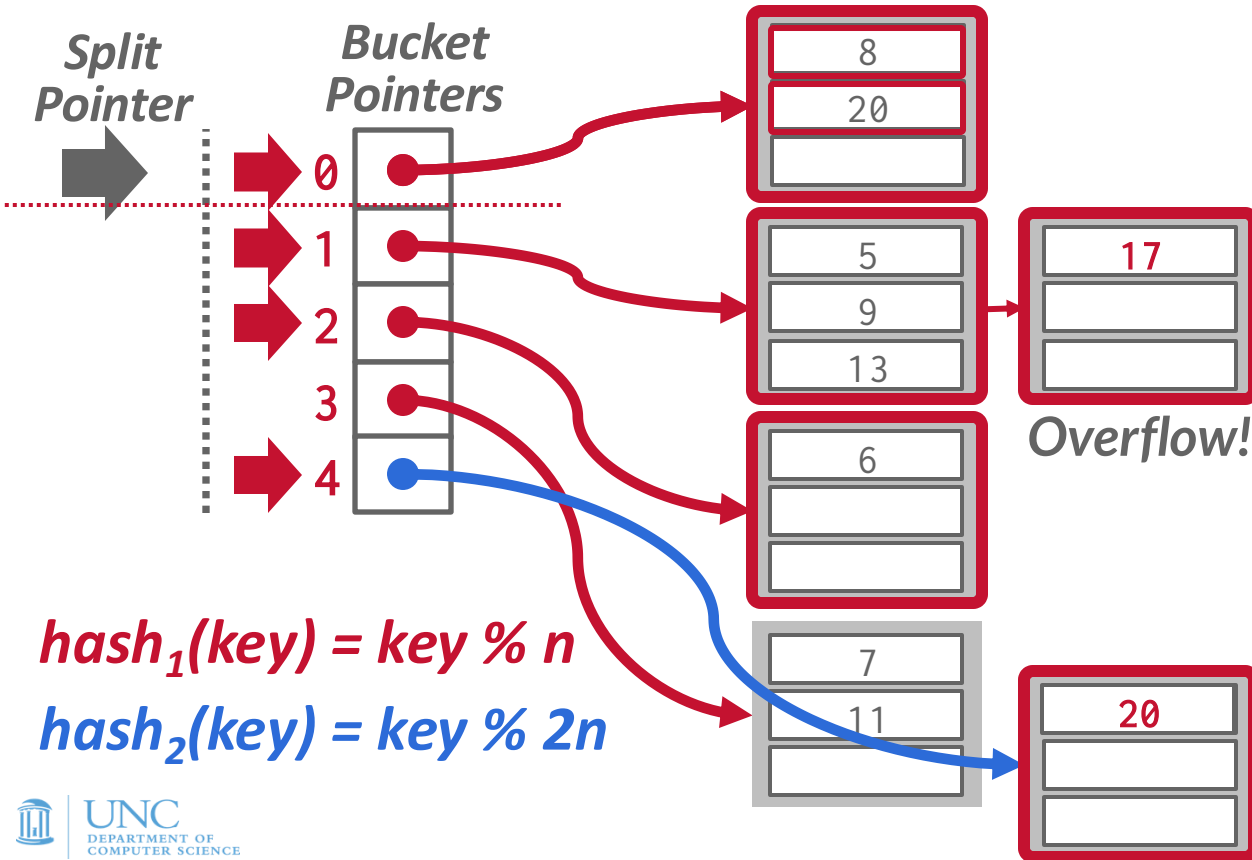 Split
Pointer
Bucket
Pointers
0
1
2
3
4
8
20
5
9
13
17
Overflow!
6
7
11
20
hash₁(key) = key % n
hash₂(key) = key % 2n
UNC
DEPARTMENT OF
COMPUTER SCIENCE